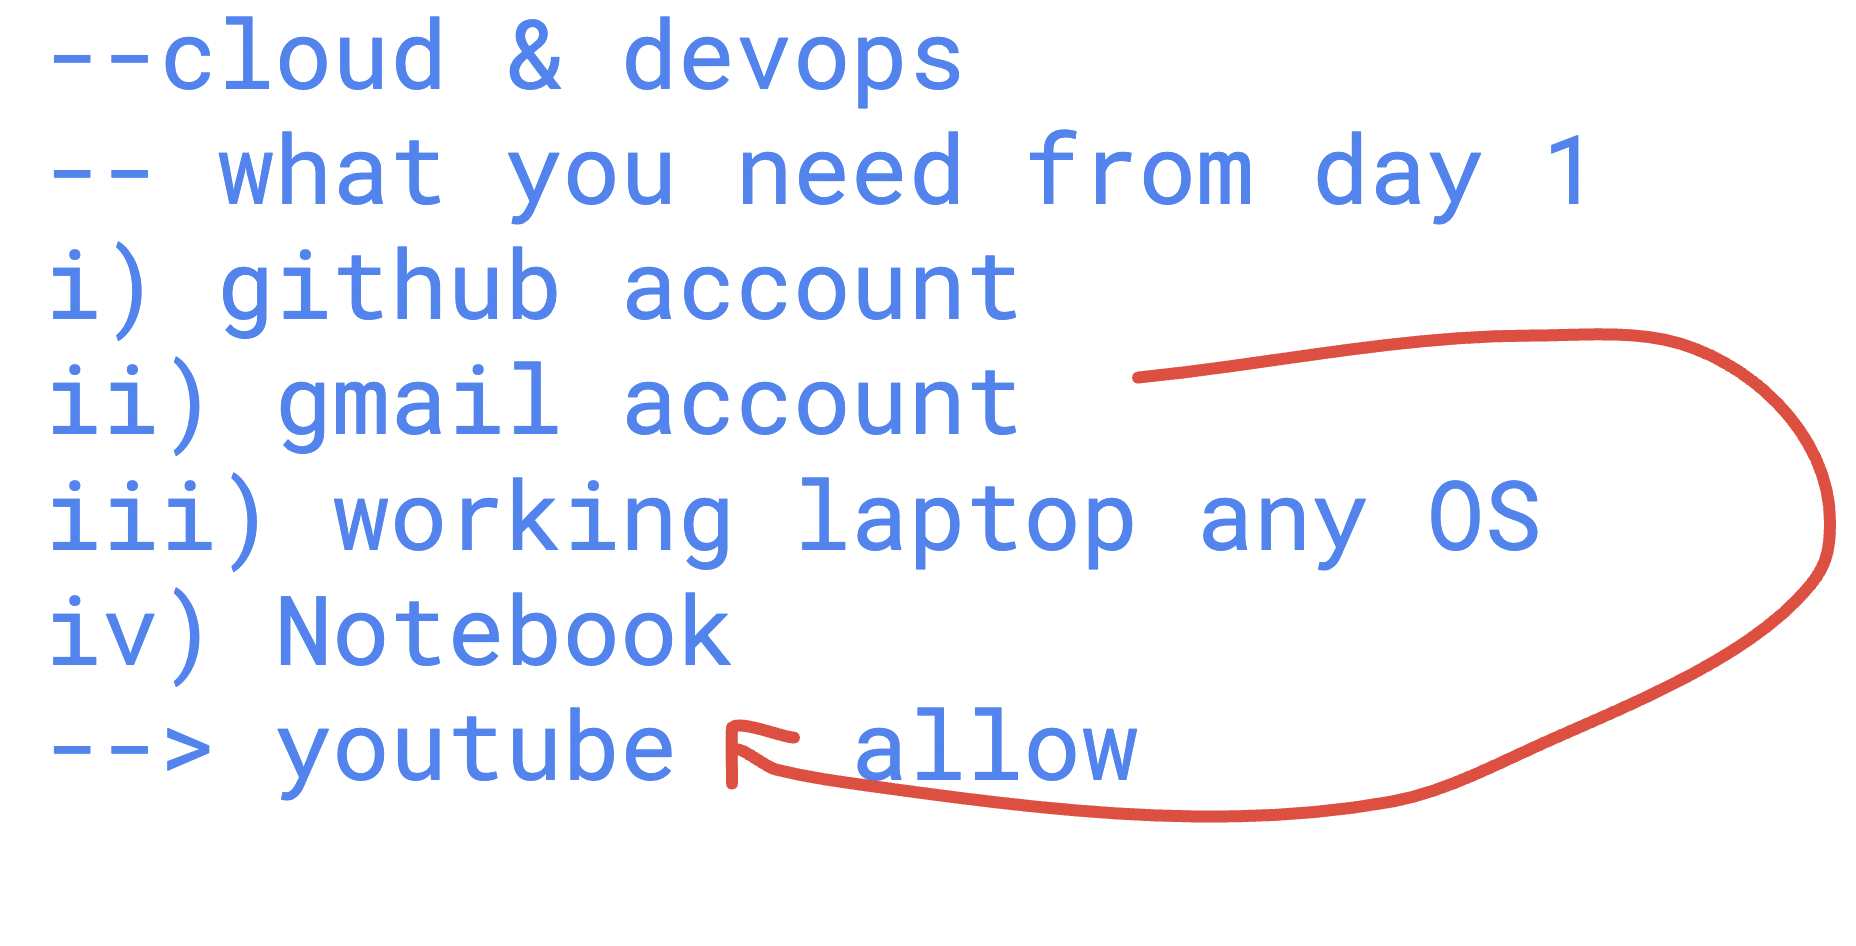 --cloud & devops
-- what you need from day 1
i) github account
ii) gmail account
iii) working laptop any OS
iv) Notebook
--> youtube   allow